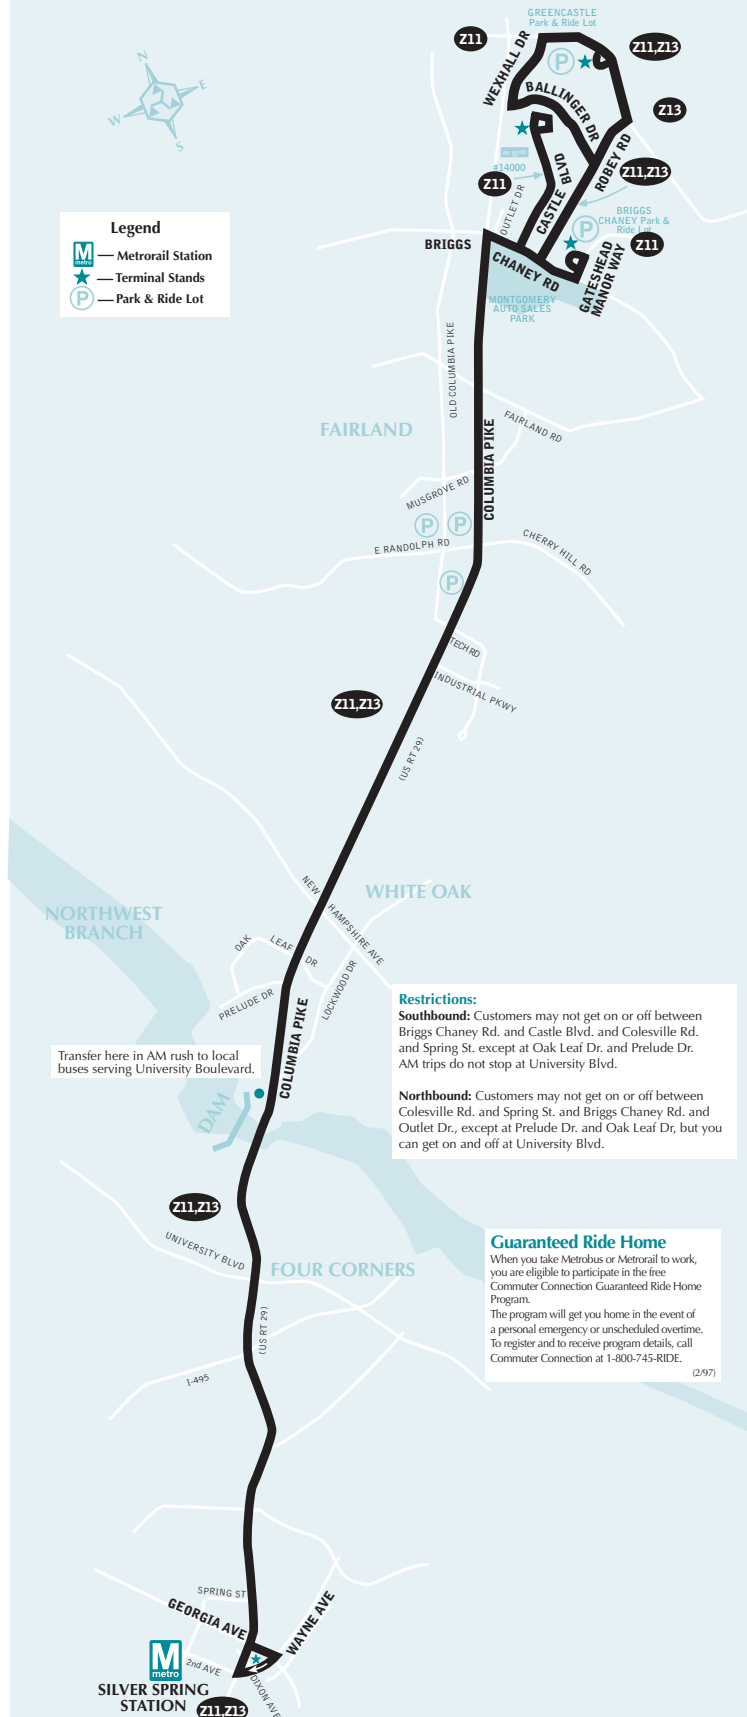 GREENCASTLE
Park & Ride Lot
Z11
Z11,Z13
WEXHALL DR
P
BALLINGER DR
Z13
ROBEY RD
#14000
Z11
CASTLE
BLVD
Z11,Z13
OUTLET DR
BRIGGS
CHANEY Park &
Ride Lot
P
Z11
BRIGGS
CHANEY RD
GATESHEAD
MANOR WAY
MONTGOMERY
AUTO SALES
PARK
N
E
W
S
Legend
M
metro
Metrorail Station
Terminal Stands
P
Park & Ride Lot
OLD COLUMBIA PIKE
FAIRLAND
FAIRLAND RD
COLUMBIA PIKE
MUSGROVE RD
P
P
E RANDOLPH RD
CHERRY HILL RD
P
TECH RD
INDUSTRIAL PKWY
Z11,Z13
(US RT 29)
NEW
HAMPSHIRE AVE
WHITE OAK
NORTHWEST
BRANCH
OAK
LEAF
DR
PRELUDE DR
LOCKWOOD DR
COLUMBIA PIKE
Restrictions:
Southbound: Customers may not get on or off between
Briggs Chaney Rd. and Castle Blvd. and Colesville Rd.
and Spring St. except at Oak Leaf Dr. and Prelude Dr.
AM trips do not stop at University Blvd.
Northbound: Customers may not get on or off between
Colesville Rd. and Spring St. and Briggs Chaney Rd. and
Outlet Dr., except at Prelude Dr. and Oak Leaf Dr, but you
can get on and off at University Blvd.
Transfer here in AM rush to local
buses serving University Boulevard.
DAM
Z11,Z13
UNIVERSITY BLVD
FOUR CORNERS
Guaranteed Ride Home
When you take Metrobus or Metrorail to work,
you are eligible to participate in the free
Commuter Connection Guaranteed Ride Home
Program.
The program will get you home in the event of
a personal emergency or unscheduled overtime.
To register and to receive program details, call
Commuter Connection at 1-800-745-RIDE.
(2/97)
(US RT 29)
I-495
SPRING ST
GEORGIA AVE
WAYNE AVE
M
metro
2nd AVE
DIXON AVE
SILVER SPRING
STATION
Z11,Z13